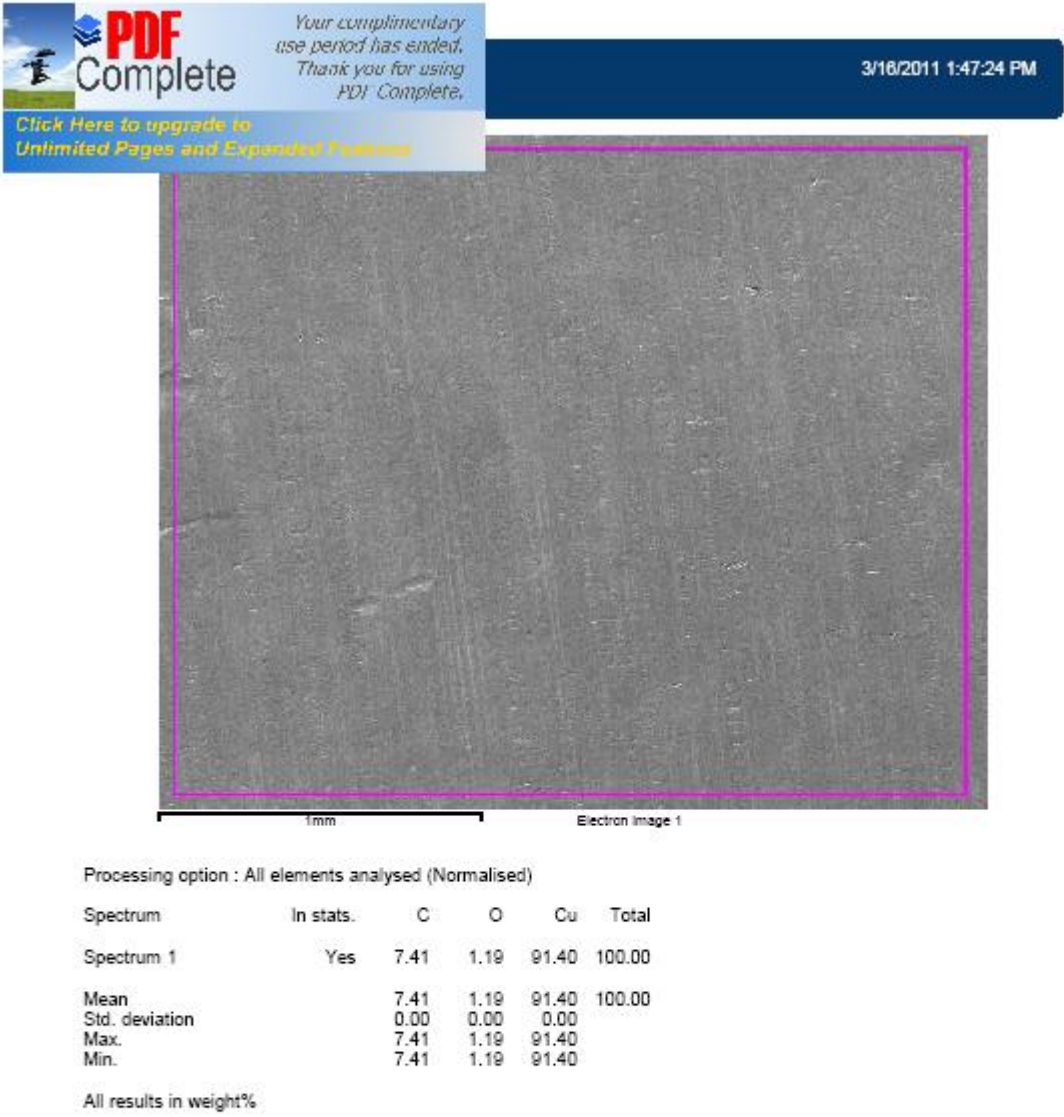 PDF
Complete
Your complimentary
use period has ended.
Thank you for using
PDF Complete.
Click Here to upgrade to
Unlimited Pages and Expanded Features
3/16/2011 1:47:24 PM
1mm
Electron Image 1
Processing option : All elements analysed (Normalised)
Spectrum In stats. C O Cu Total
Spectrum 1 Yes 7.41 1.19 91.40 100.00
Mean 7.41 1.19 91.40 100.00
Std. deviation 0.00 0.00 0.00
Max. 7.41 1.19 91.40
Min. 7.41 1.19 91.40
All results in weight%